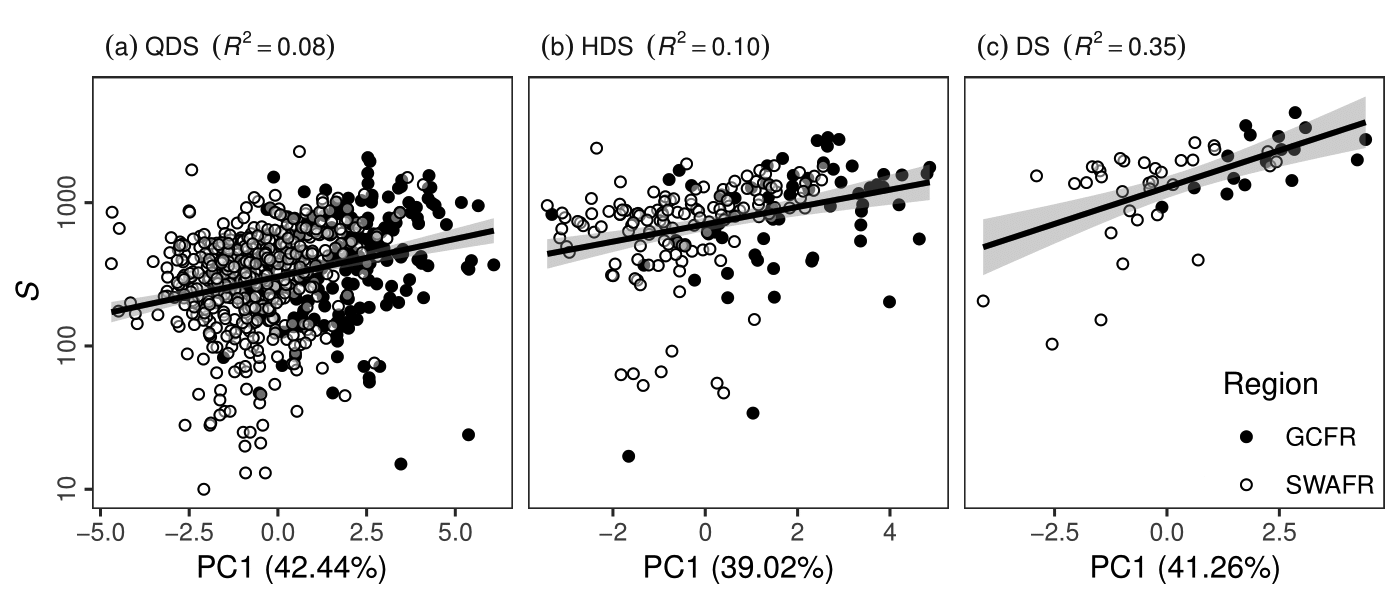 (a) QDS (R² = 0.08)
(b) HDS (R² = 0.10)
(c) DS (R² = 0.35)
S
1000
100
10
−5.0 −2.5 0.0 2.5 5.0
−2 0 2 4
−2.5 0.0 2.5
PC1 (42.44%)
PC1 (39.02%)
PC1 (41.26%)
Region
GCFR
SWAFR